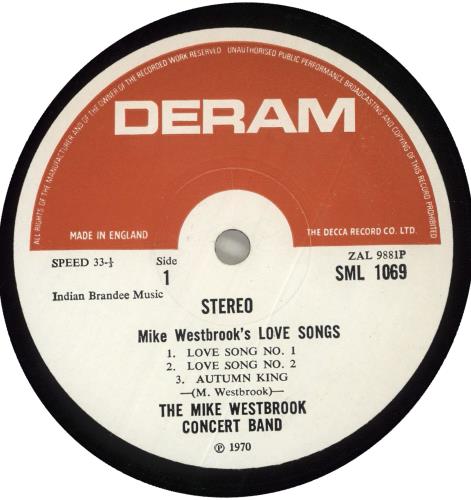 ALL RIGHTS OF THE MANUFACTURER AND OF THE OWNER OF THE RECORDED WORK RESERVED UNAUTHORISED PUBLIC PERFORMANCE BROADCASTING AND COPYING OF THIS RECORD PROHIBITED
DERAM
MADE IN ENGLAND THE DECCA RECORD CO. LTD.
SPEED 33-⅓ Side 1 ZAL 9881P
SML 1069
Indian Brandee Music
STEREO
Mike Westbrook's LOVE SONGS
1. LOVE SONG NO. 1
2. LOVE SONG NO. 2
3. AUTUMN KING
—(M. Westbrook)—
THE MIKE WESTBROOK
CONCERT BAND
℗ 1970